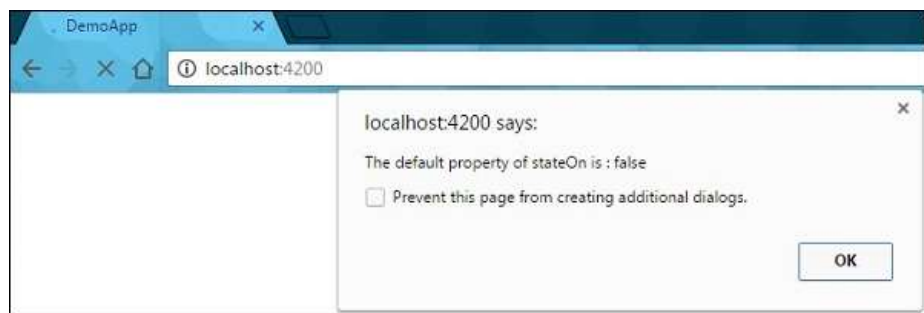 DemoApp
localhost:4200
localhost:4200 says:
The default property of stateOn is : false
Prevent this page from creating additional dialogs.
OK